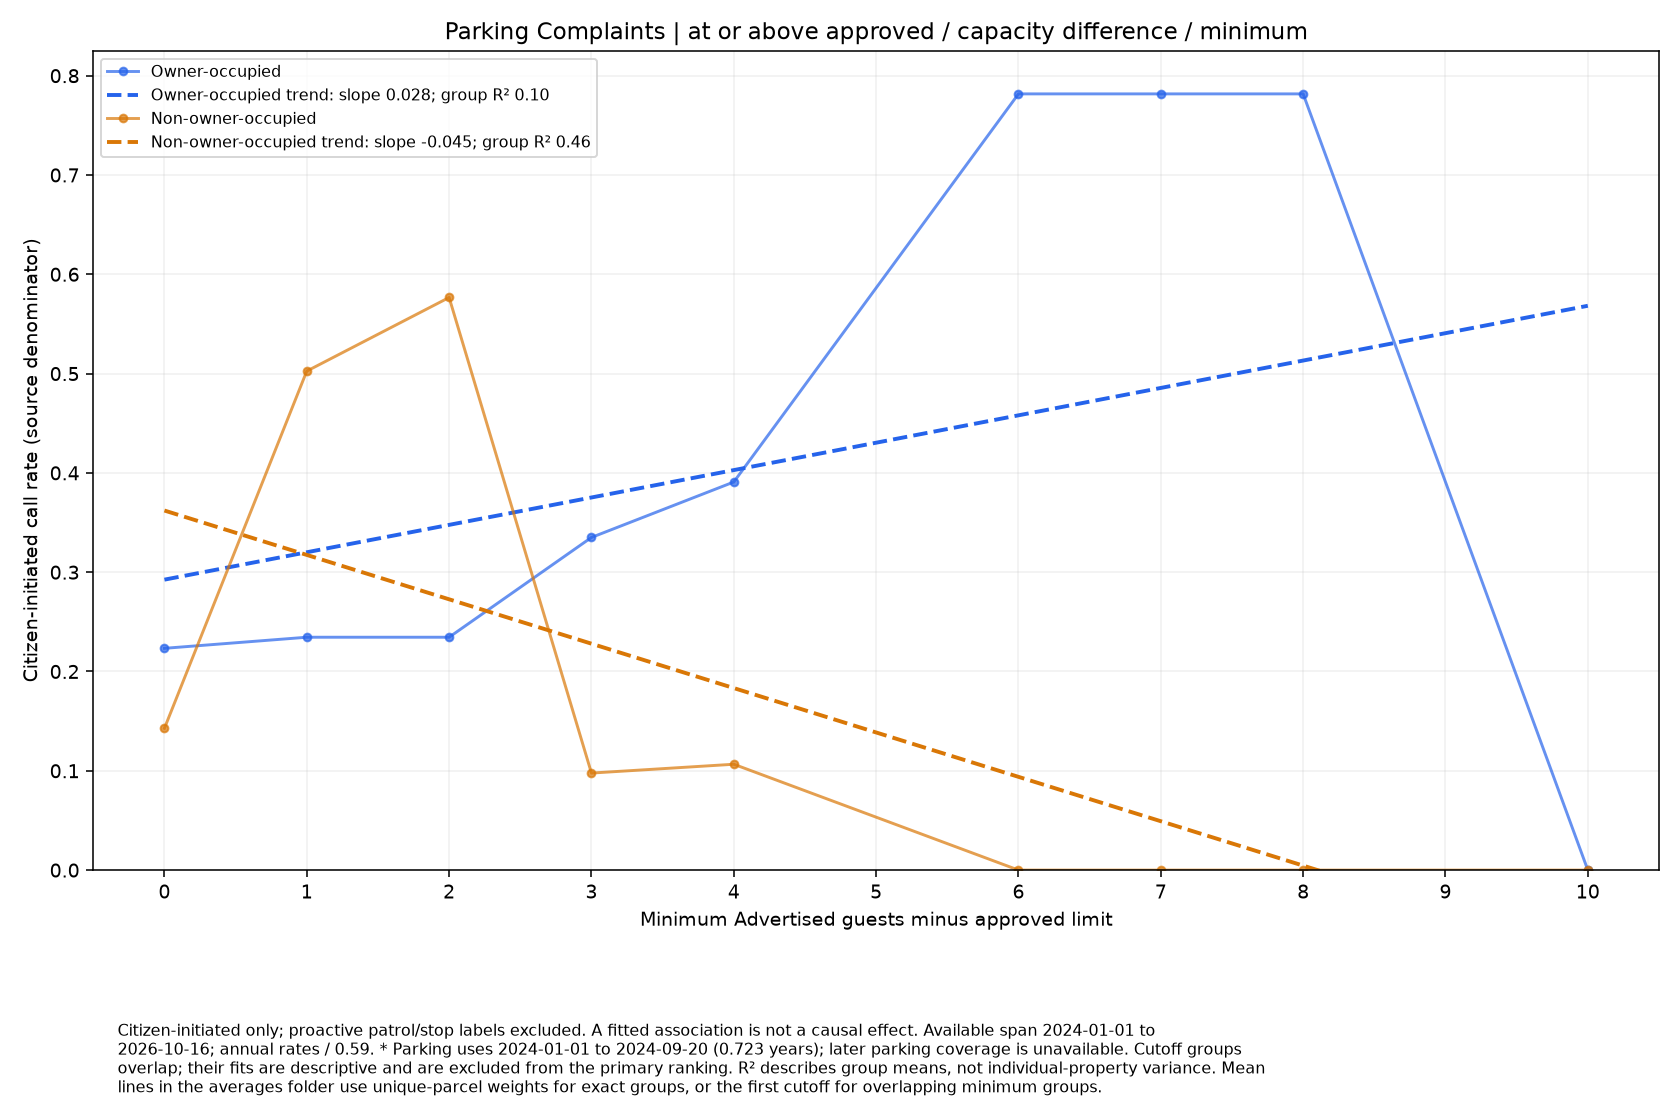 Parking Complaints | at or above approved / capacity difference / minimum
Owner-occupied
Owner-occupied trend: slope 0.028; group R² 0.10
Non-owner-occupied
Non-owner-occupied trend: slope -0.045; group R² 0.46
Citizen-initiated call rate (source denominator)
0.8
0.7
0.6
0.5
0.4
0.3
0.2
0.1
0.0
0 1 2 3 4 5 6 7 8 9 10
Minimum Advertised guests minus approved limit
Citizen-initiated only; proactive patrol/stop labels excluded. A fitted association is not a causal effect. Available span 2024-01-01 to
2026-10-16; annual rates / 0.59. * Parking uses 2024-01-01 to 2024-09-20 (0.723 years); later parking coverage is unavailable. Cutoff groups
overlap; their fits are descriptive and are excluded from the primary ranking. R² describes group means, not individual-property variance. Mean
lines in the averages folder use unique-parcel weights for exact groups, or the first cutoff for overlapping minimum groups.